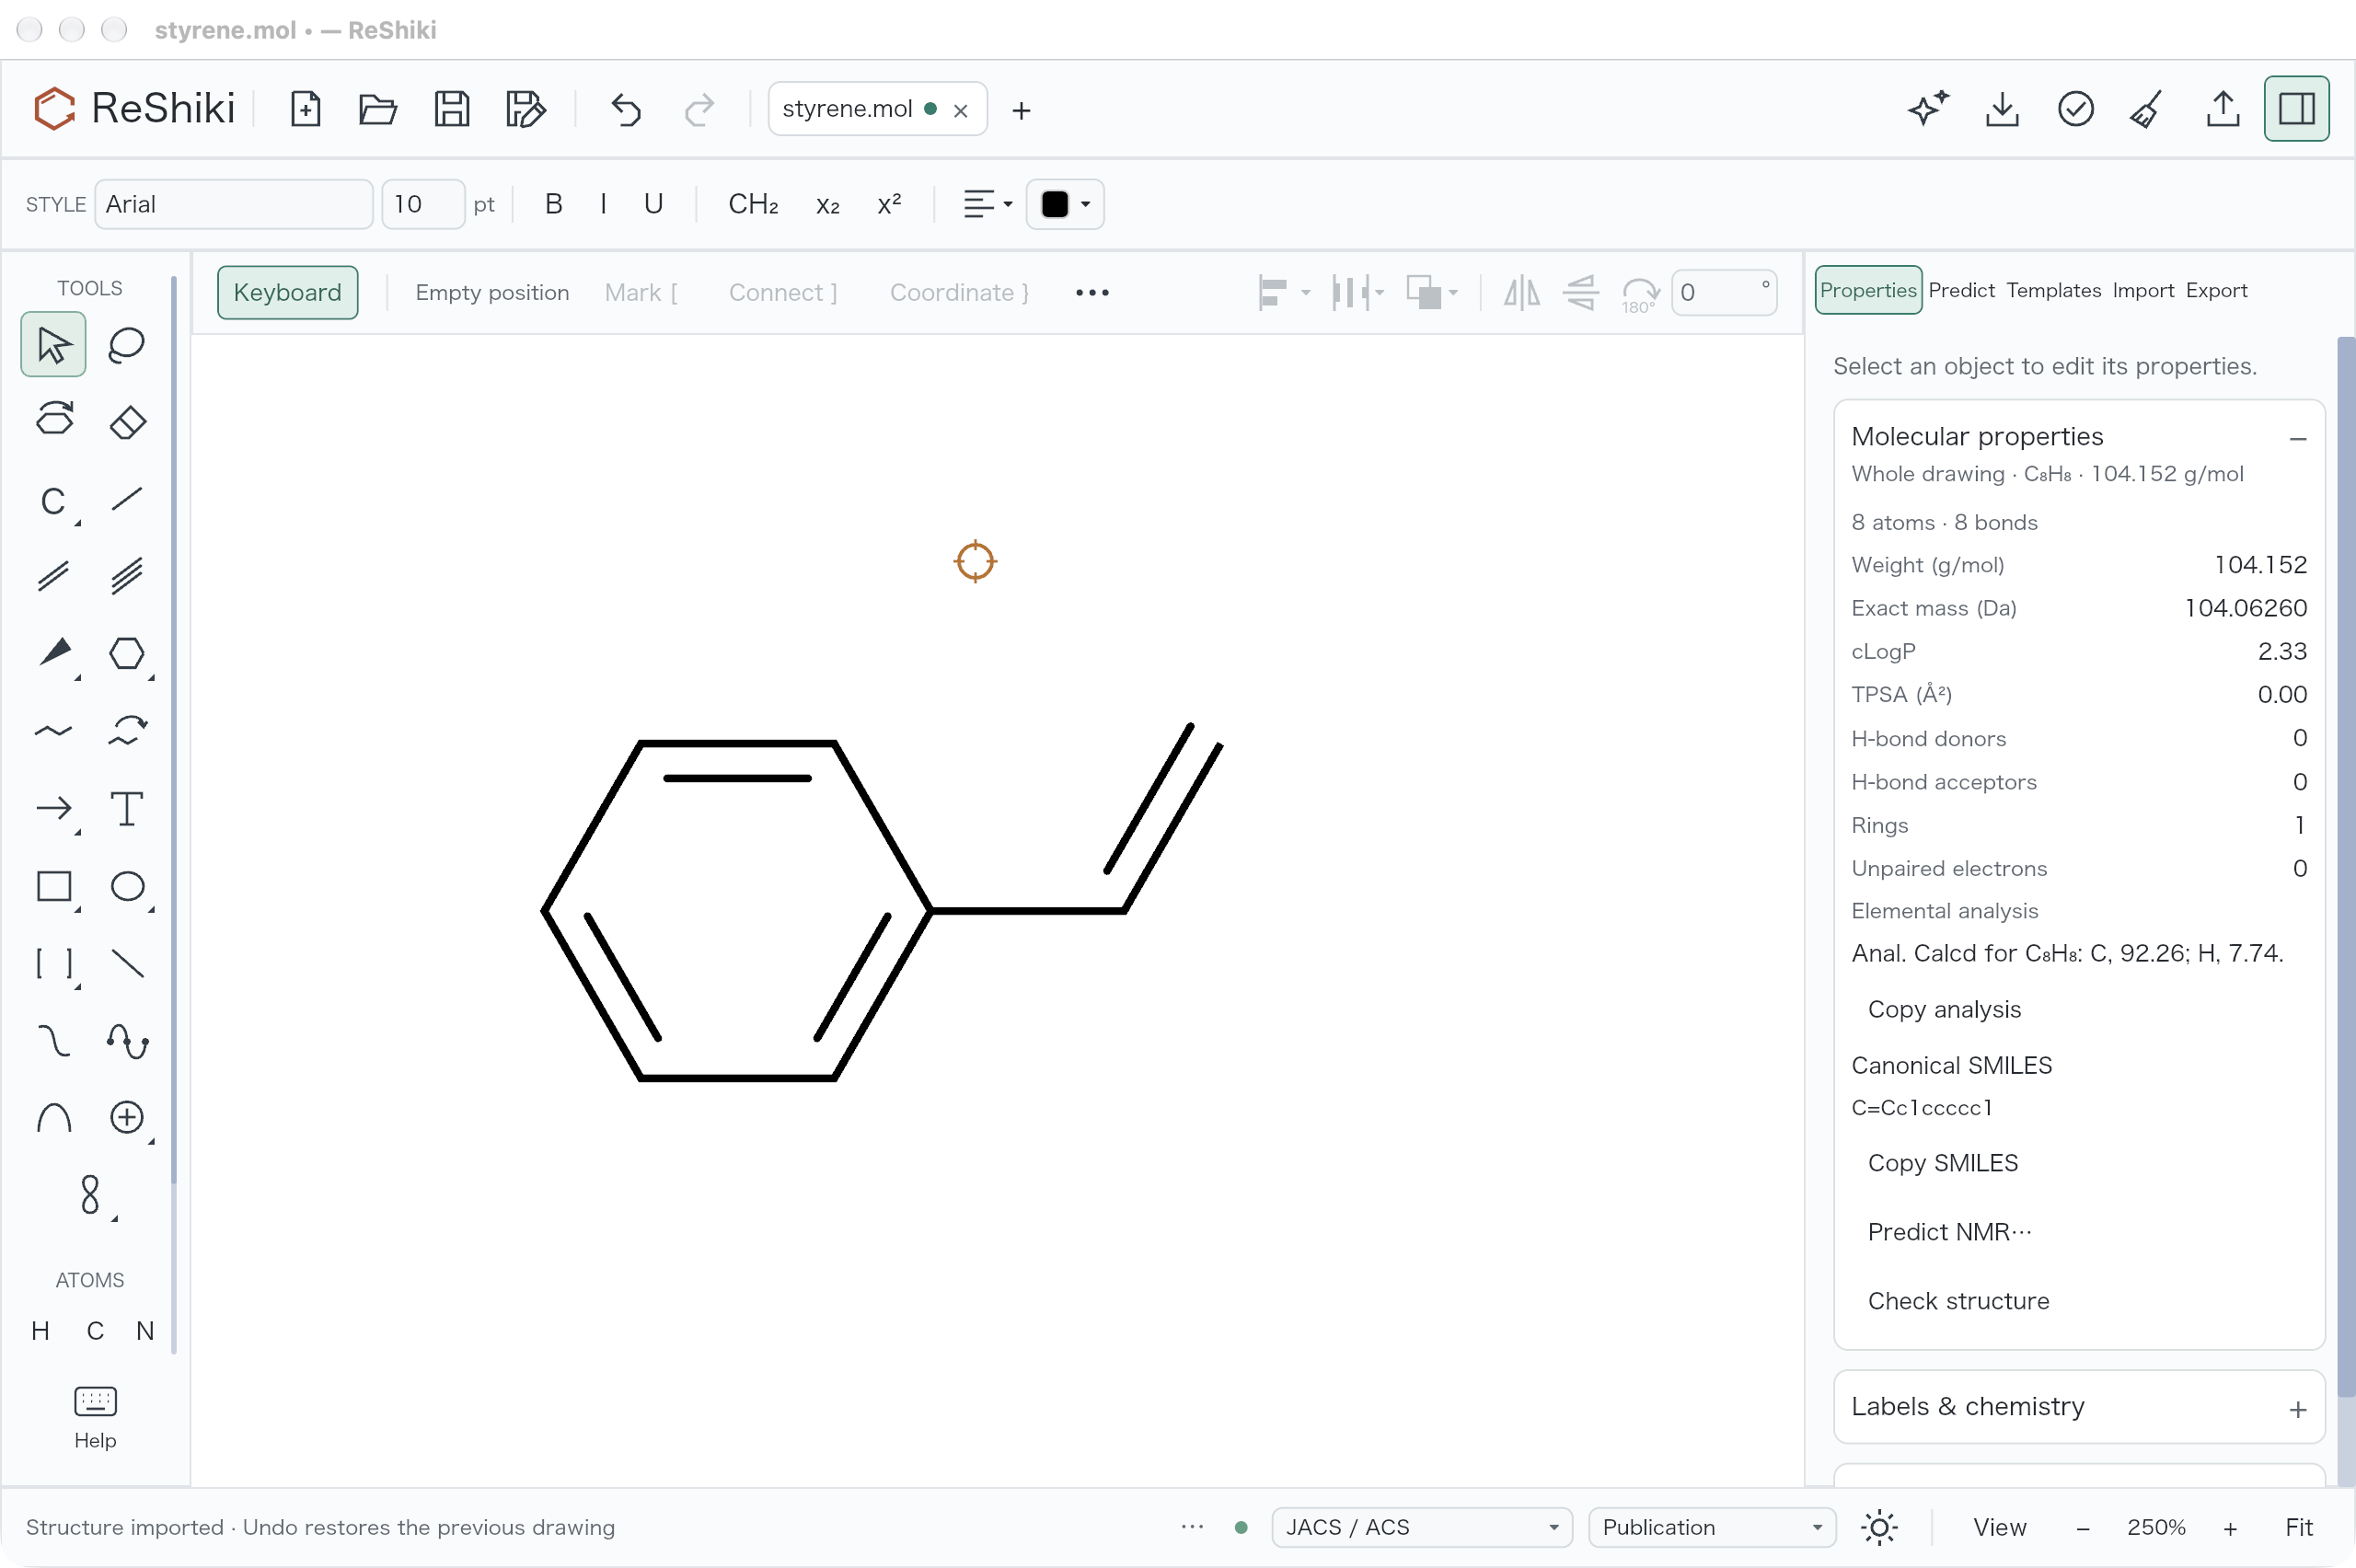 styrene.mol • — ReShiki
ReShiki
styrene.mol ● × +
STYLE Arial 10 pt B I U CH₂ x₂ x²
TOOLS
Keyboard Empty position Mark [ Connect ] Coordinate } ••• 180° 0 °
Properties Predict Templates Import Export
C
T
[ ]
ATOMS
H C N
Help
Select an object to edit its properties.
Molecular properties −
Whole drawing · C₈H₈ · 104.152 g/mol
8 atoms · 8 bonds
Weight (g/mol) 104.152
Exact mass (Da) 104.06260
cLogP 2.33
TPSA (Å²) 0.00
H-bond donors 0
H-bond acceptors 0
Rings 1
Unpaired electrons 0
Elemental analysis
Anal. Calcd for C₈H₈: C, 92.26; H, 7.74.
Copy analysis
Canonical SMILES
C=Cc1ccccc1
Copy SMILES
Predict NMR…
Check structure
Labels & chemistry +
Structure imported · Undo restores the previous drawing … JACS / ACS Publication View − 250% + Fit